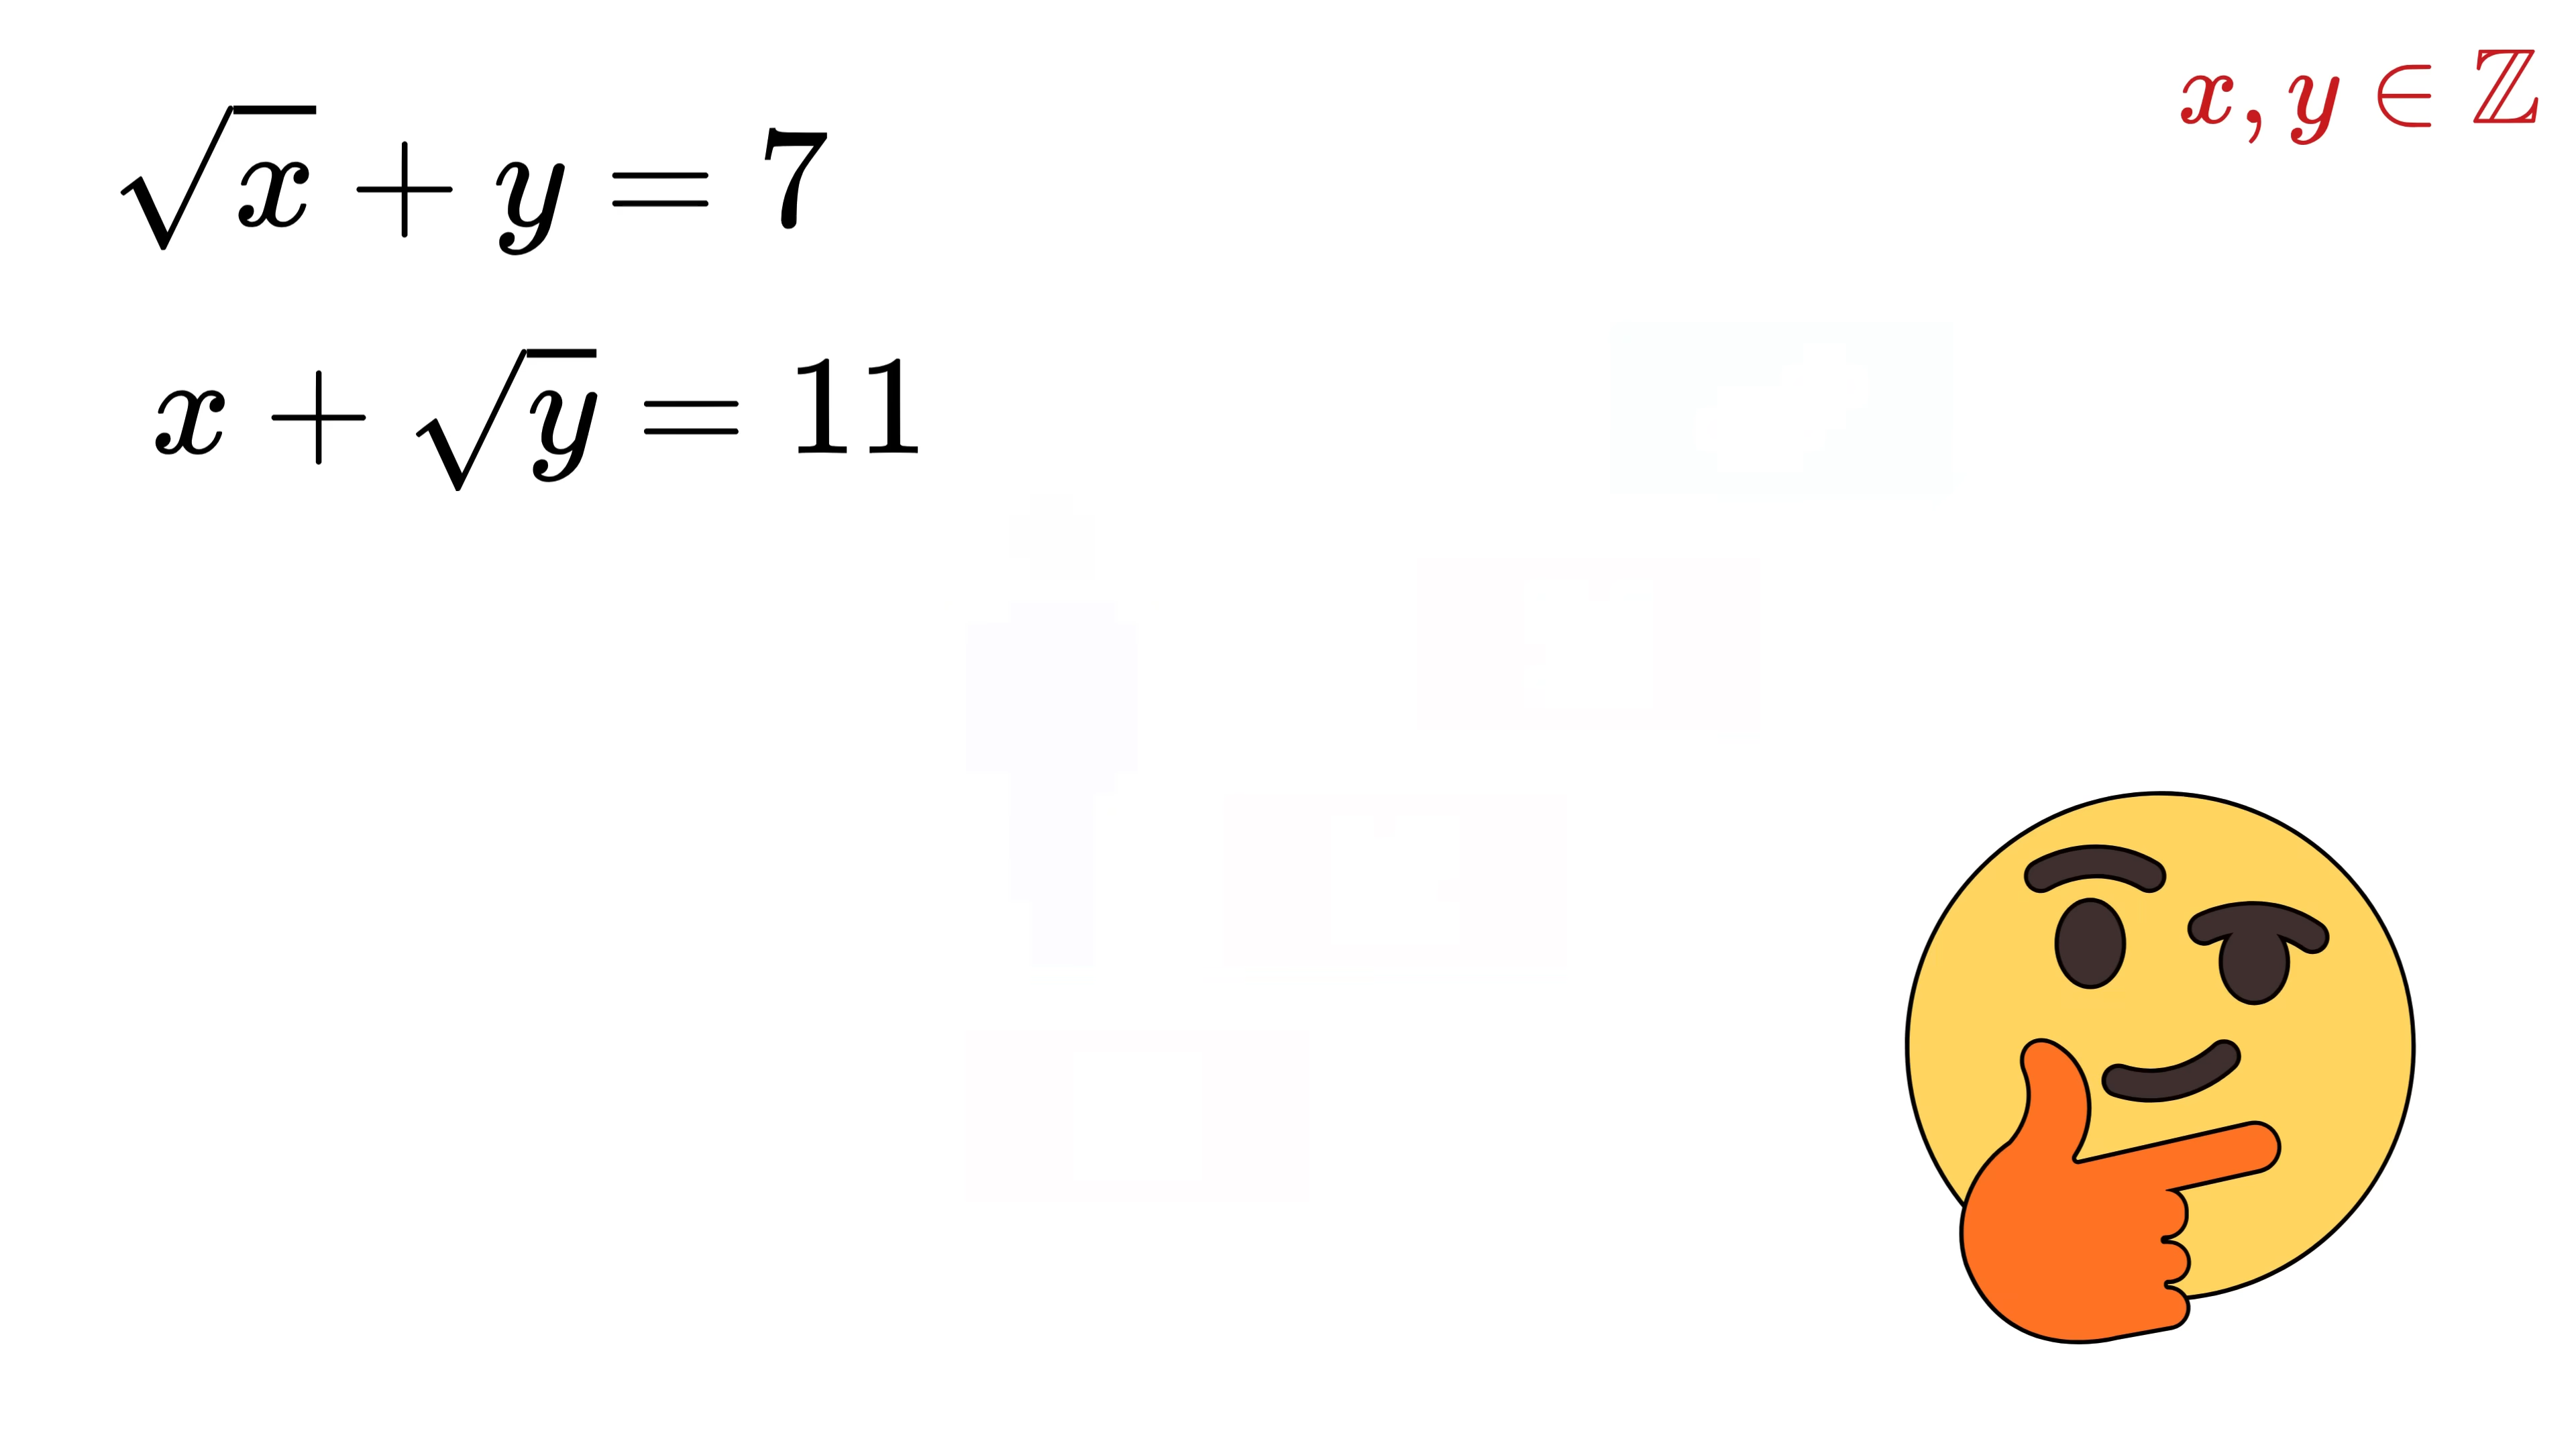 √x + y = 7
x, y ∈ ℤ
x + √y = 11